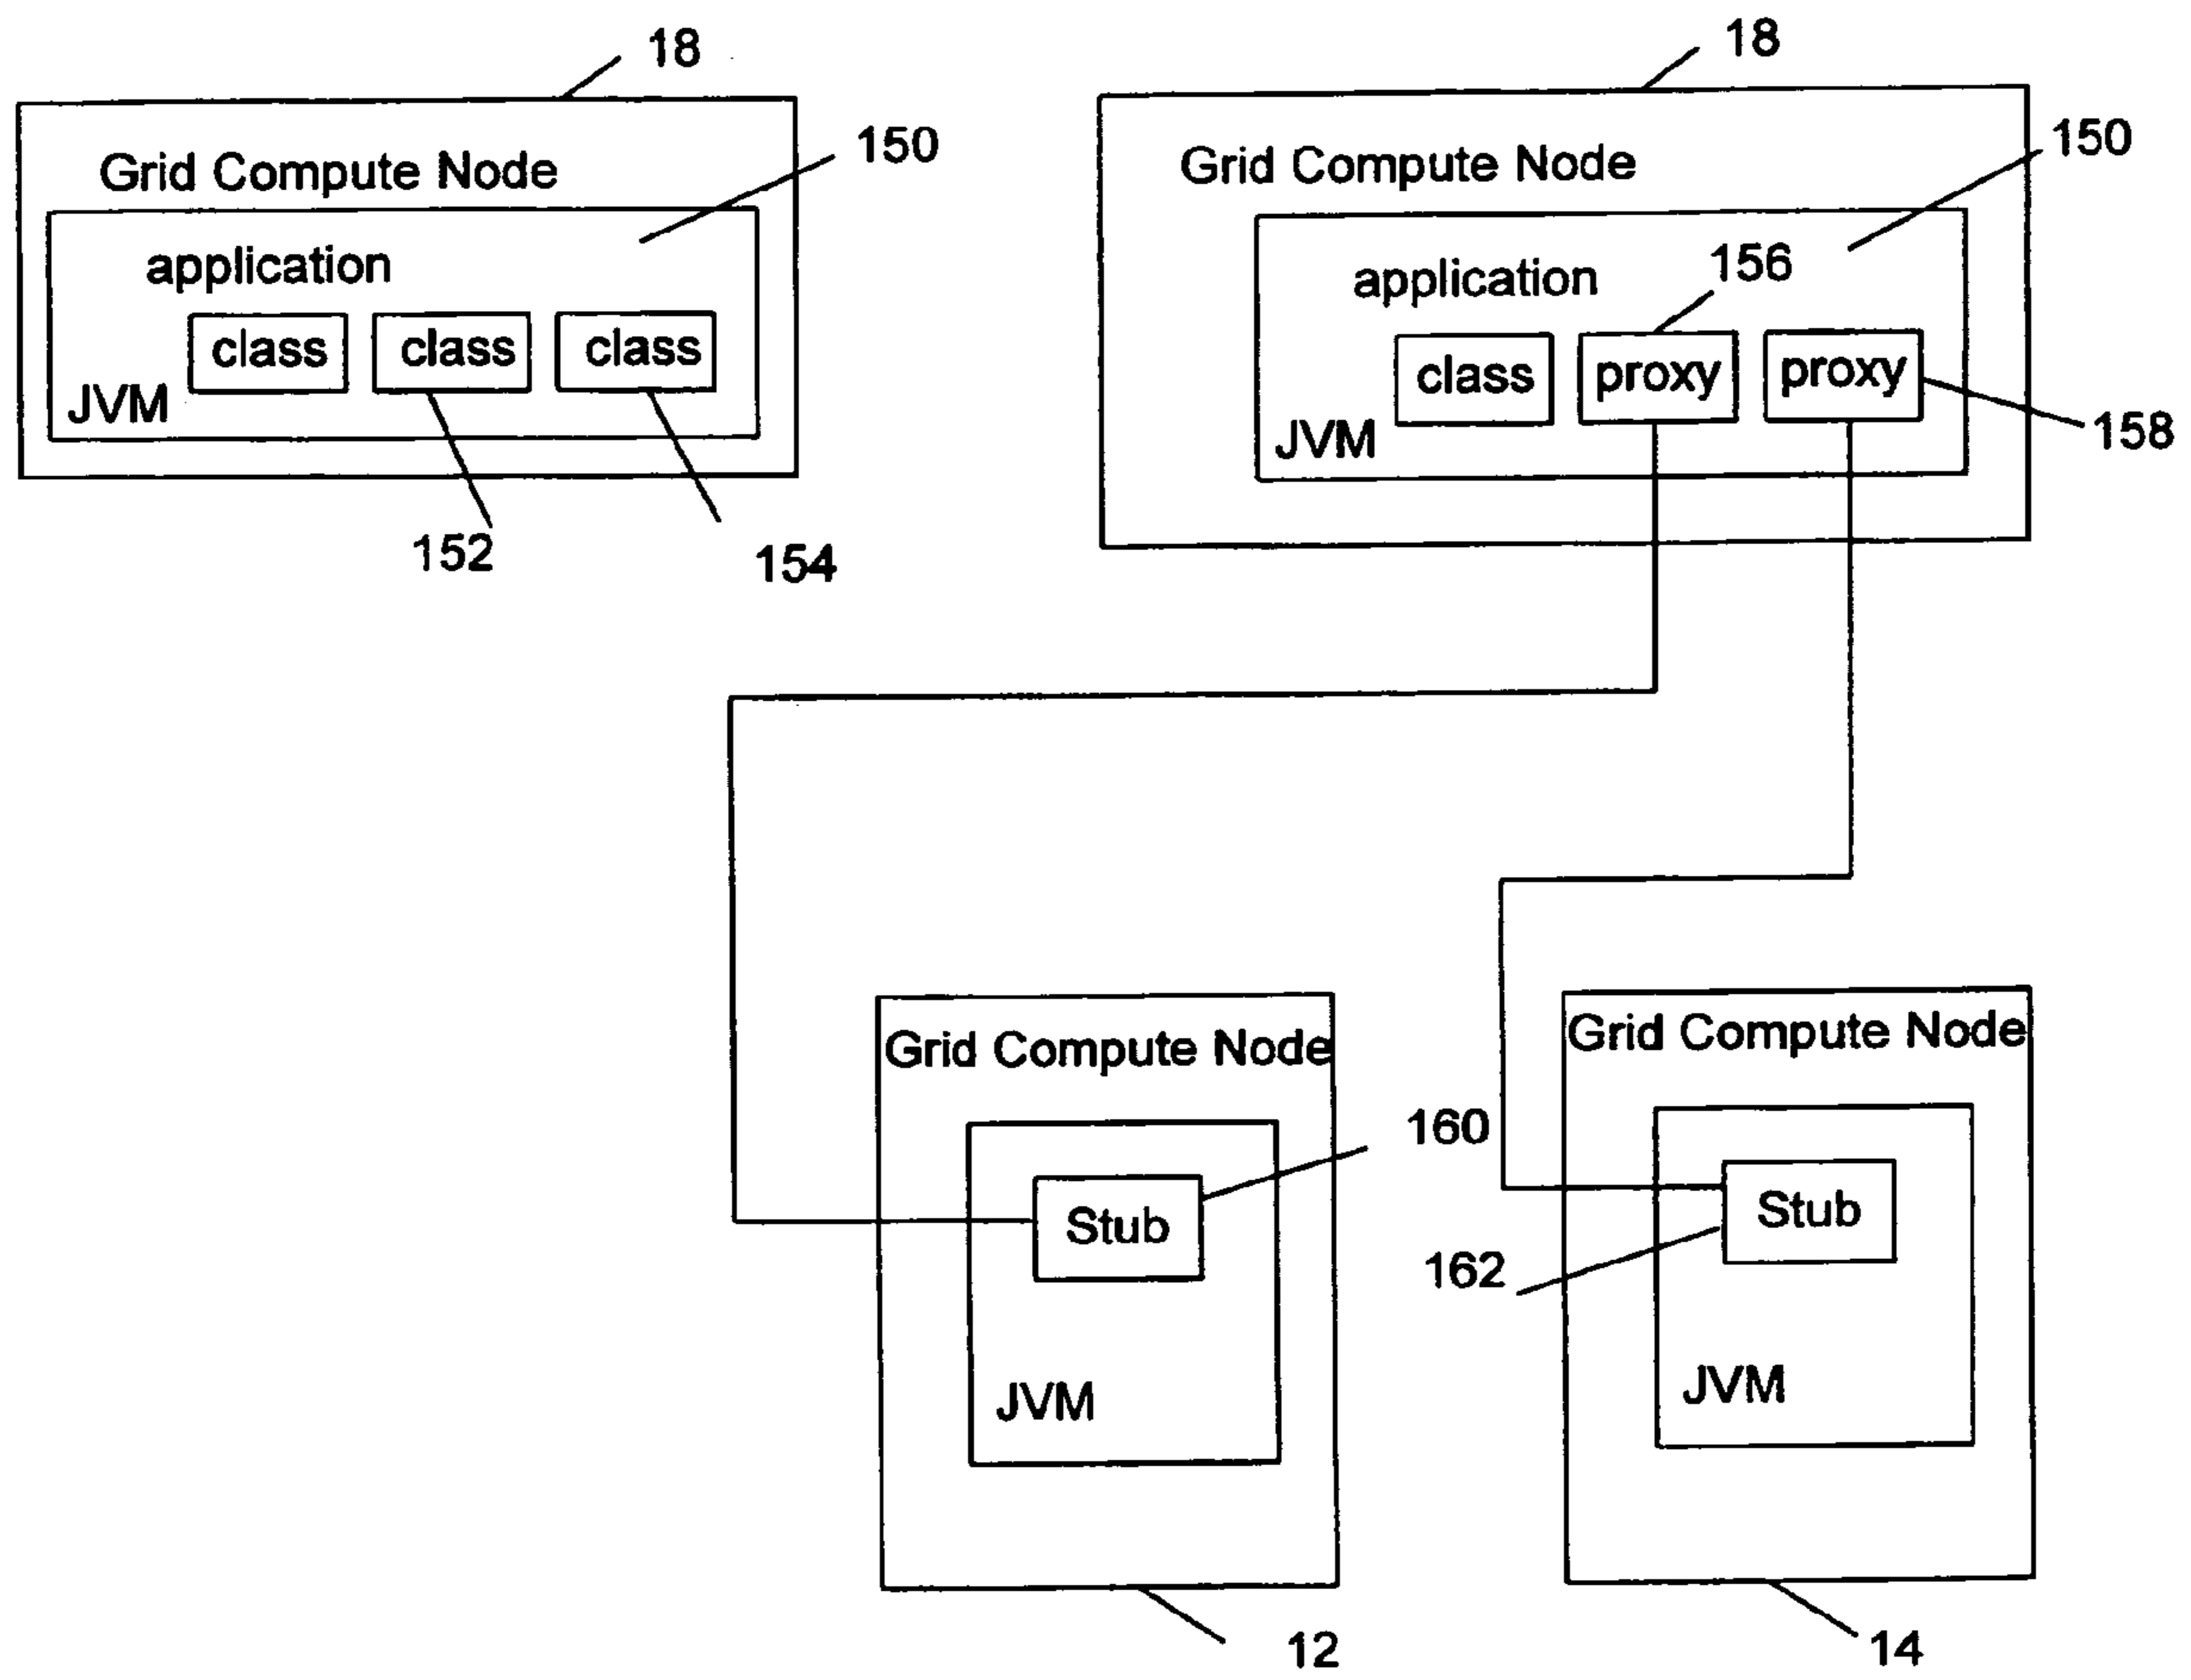 18
18
150
150
Grid Compute Node
Grid Compute Node
application
application
156
class
class
class
class
proxy
proxy
JVM
JVM
158
152
154
Grid Compute Node
Grid Compute Node
160
Stub
Stub
162
JVM
JVM
12
14